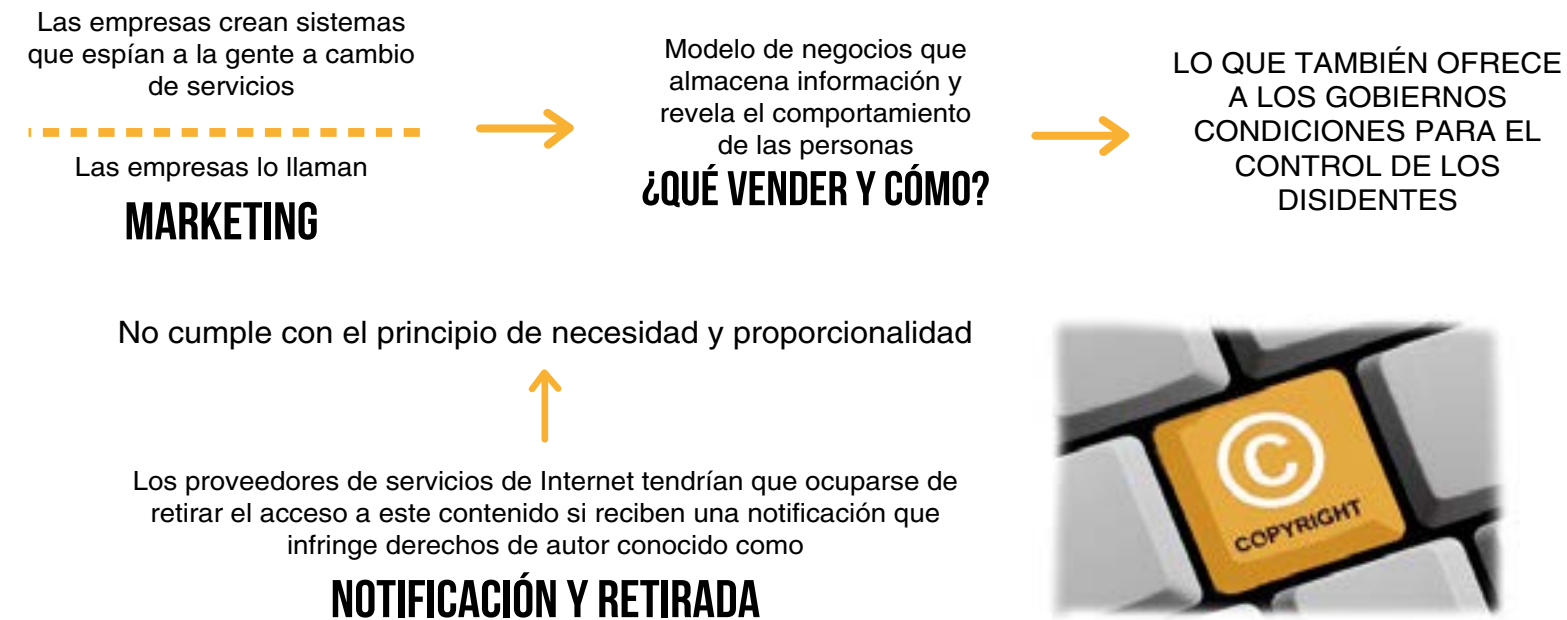 Las empresas crean sistemas
que espían a la gente a cambio
de servicios
Las empresas lo llaman
MARKETING
Modelo de negocios que
almacena información y
revela el comportamiento
de las personas
¿QUÉ VENDER Y CÓMO?
LO QUE TAMBIÉN OFRECE
A LOS GOBIERNOS
CONDICIONES PARA EL
CONTROL DE LOS
DISIDENTES
No cumple con el principio de necesidad y proporcionalidad
Los proveedores de servicios de Internet tendrían que ocuparse de
retirar el acceso a este contenido si reciben una notificación que
infringe derechos de autor conocido como
NOTIFICACIÓN Y RETIRADA
©
COPYRIGHT